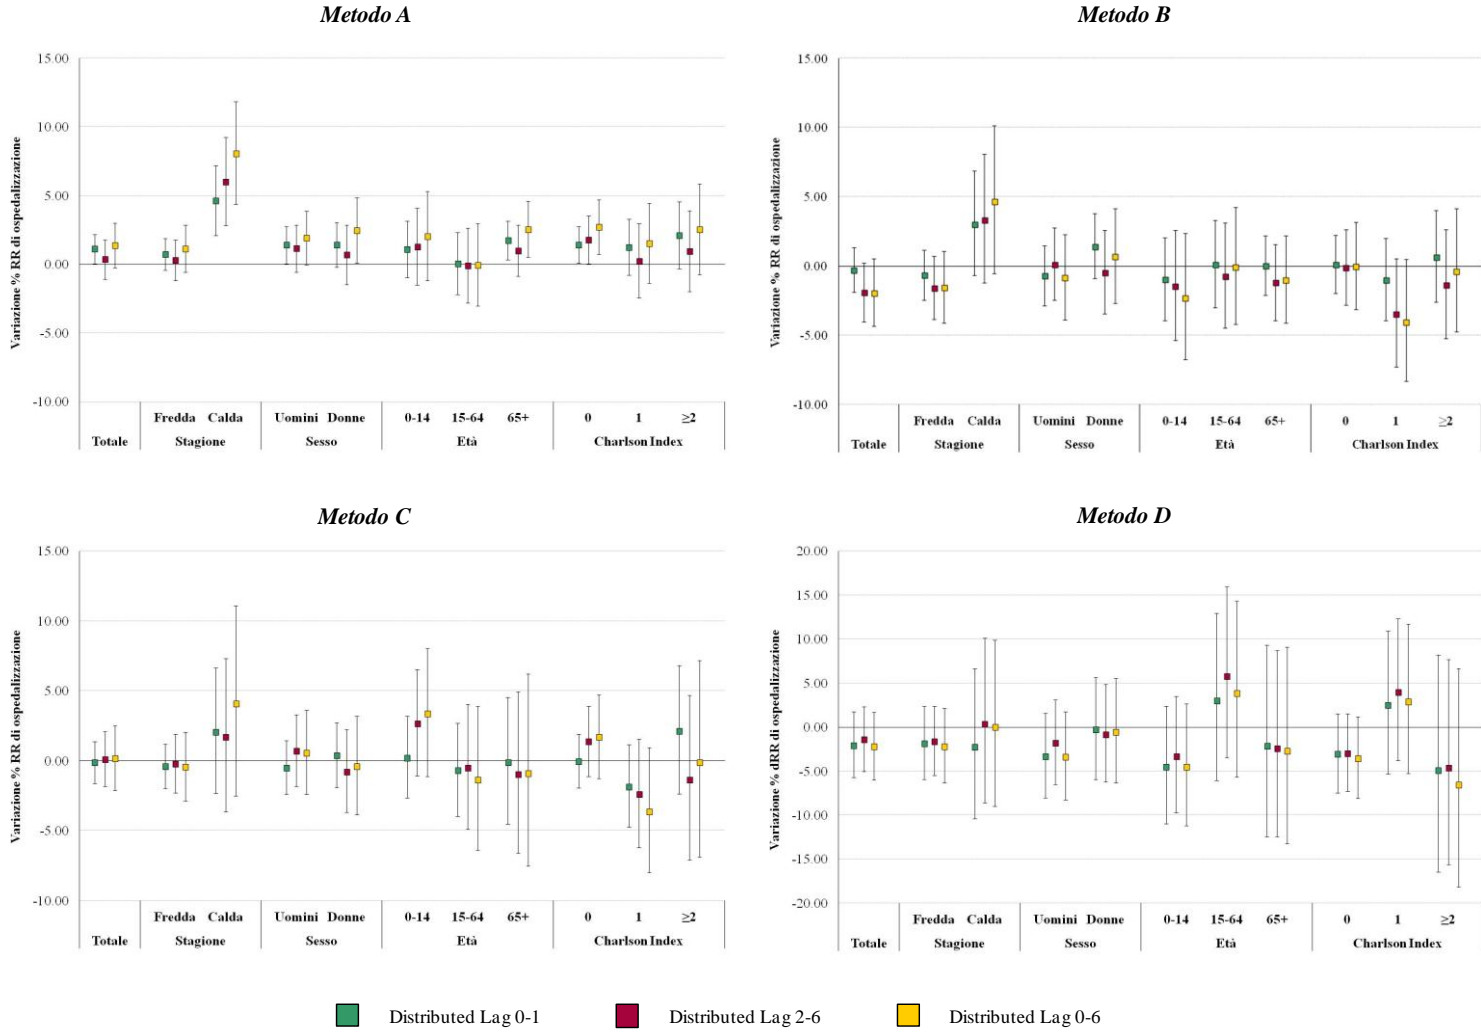 Metodo A
Variazione % RR di ospedalizzazione
15.00
10.00
5.00
0.00
-5.00
-10.00
Fredda Calda Uomini Donne 0-14 15-64 65+ 0 1 ≥2
Totale Stagione Sesso Età Charlson Index
Metodo B
Variazione % RR di ospedalizzazione
15.00
10.00
5.00
0.00
-5.00
-10.00
Fredda Calda Uomini Donne 0-14 15-64 65+ 0 1 ≥2
Totale Stagione Sesso Età Charlson Index
Metodo C
Variazione % RR di ospedalizzazione
15.00
10.00
5.00
0.00
-5.00
-10.00
Fredda Calda Uomini Donne 0-14 15-64 65+ 0 1 ≥2
Totale Stagione Sesso Età Charlson Index
Metodo D
Variazione % dRR di ospedalizzazione
20.00
15.00
10.00
5.00
0.00
-5.00
-10.00
-15.00
-20.00
Fredda Calda Uomini Donne 0-14 15-64 65+ 0 1 ≥2
Totale Stagione Sesso Età Charlson Index
Distributed Lag 0-1 Distributed Lag 2-6 Distributed Lag 0-6